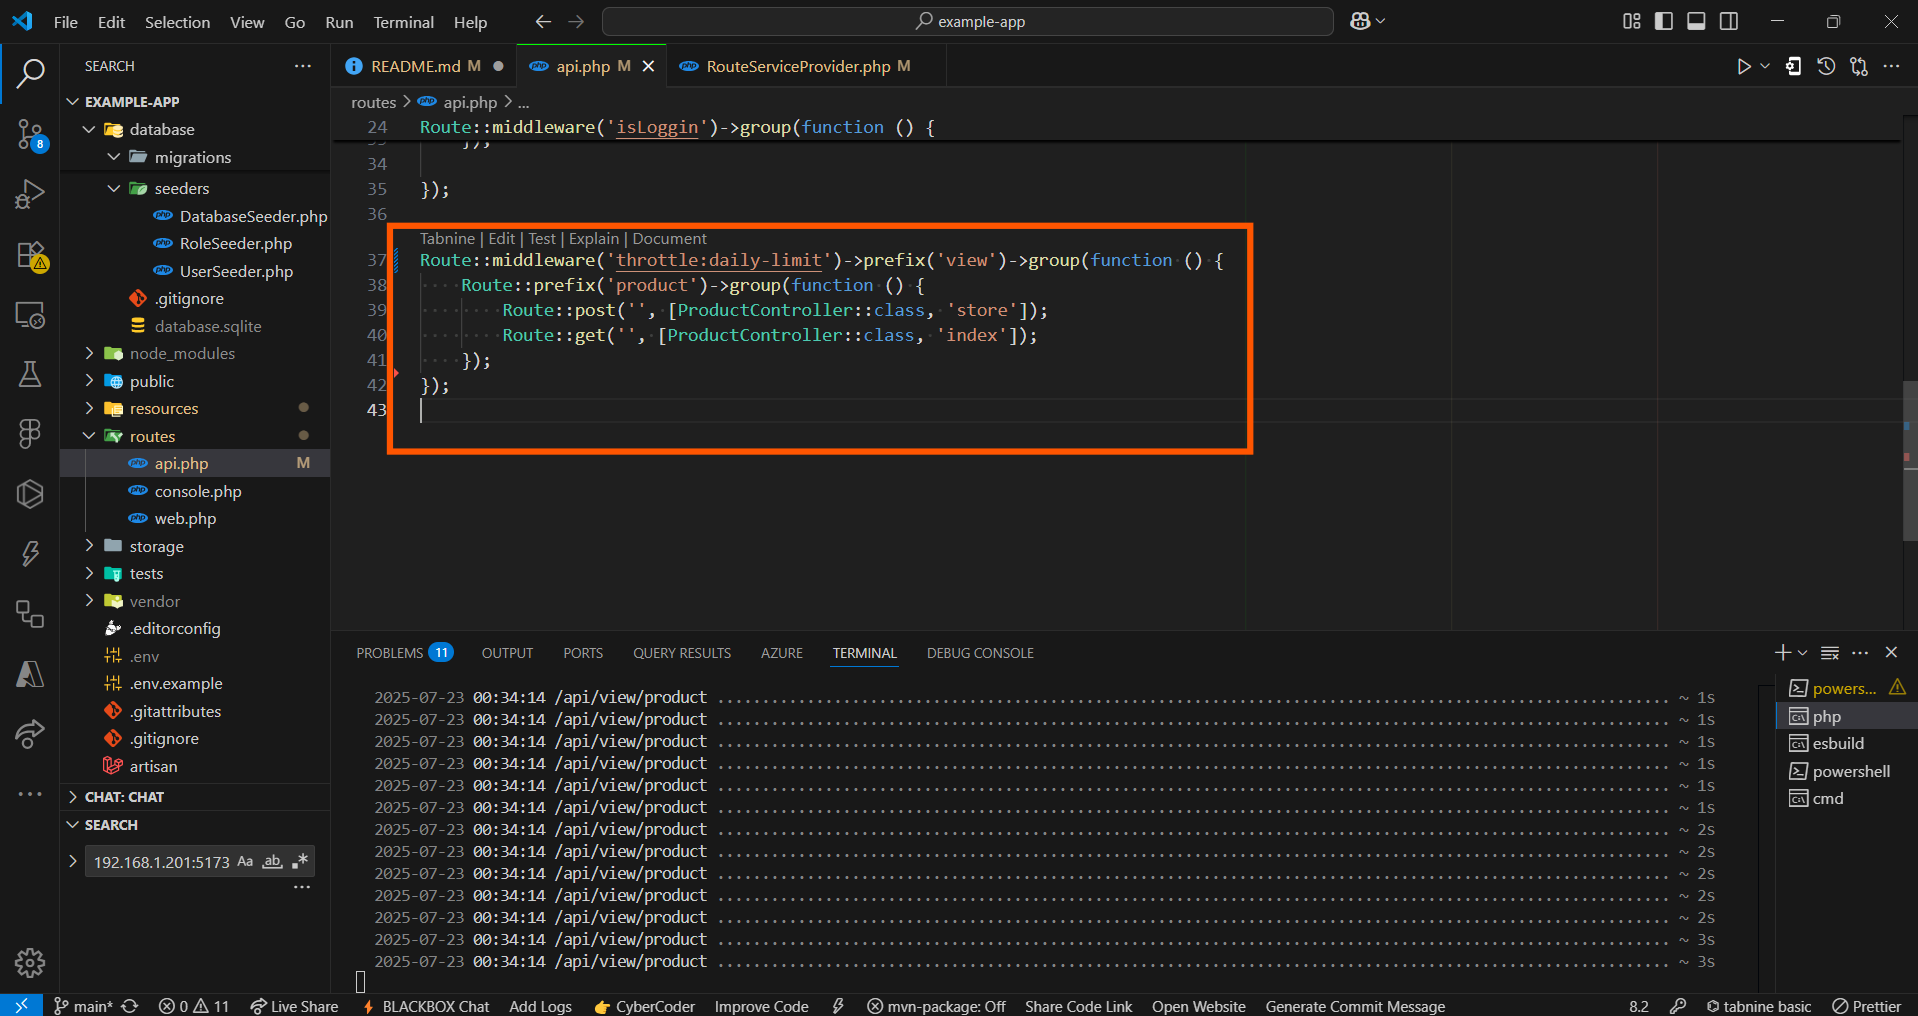 File Edit Selection View Go Run Terminal Help
example-app
SEARCH
EXAMPLE-APP
database
migrations
seeders
DatabaseSeeder.php
RoleSeeder.php
UserSeeder.php
.gitignore
database.sqlite
node_modules
public
resources
routes
api.php M
console.php
web.php
storage
tests
vendor
.editorconfig
.env
.env.example
.gitattributes
.gitignore
artisan
CHAT: CHAT
SEARCH
192.168.1.201:5173 Aa ab
8
README.md M
api.php M
RouteServiceProvider.php M
routes > api.php > ...
24 Route::middleware('isLoggin')->group(function () {
33 });
34
35 });
36
Tabnine | Edit | Test | Explain | Document
37 Route::middleware('throttle:daily-limit')->prefix('view')->group(function () {
38 Route::prefix('product')->group(function () {
39 Route::post('', [ProductController::class, 'store']);
40 Route::get('', [ProductController::class, 'index']);
41 });
42 });
43
PROBLEMS 11 OUTPUT PORTS QUERY RESULTS AZURE TERMINAL DEBUG CONSOLE
2025-07-23 00:34:14 /api/view/product ~ 1s
2025-07-23 00:34:14 /api/view/product ~ 1s
2025-07-23 00:34:14 /api/view/product ~ 1s
2025-07-23 00:34:14 /api/view/product ~ 1s
2025-07-23 00:34:14 /api/view/product ~ 1s
2025-07-23 00:34:14 /api/view/product ~ 1s
2025-07-23 00:34:14 /api/view/product ~ 2s
2025-07-23 00:34:14 /api/view/product ~ 2s
2025-07-23 00:34:14 /api/view/product ~ 2s
2025-07-23 00:34:14 /api/view/product ~ 2s
2025-07-23 00:34:14 /api/view/product ~ 2s
2025-07-23 00:34:14 /api/view/product ~ 3s
2025-07-23 00:34:14 /api/view/product ~ 3s
powers...
php
esbuild
powershell
cmd
main* 0 11 Live Share BLACKBOX Chat Add Logs CyberCoder Improve Code mvn-package: Off Share Code Link Open Website Generate Commit Message 8.2 tabnine basic Prettier